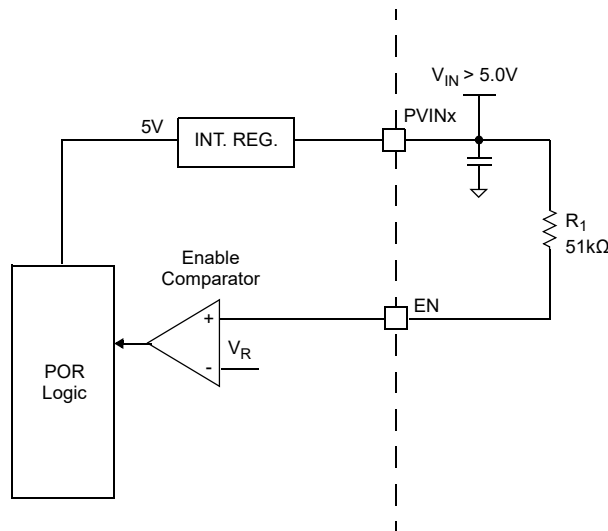 V_IN > 5.0V
PVINx
5V
INT. REG.
R_1
51kΩ
Enable
Comparator
EN
+
V_R
-
POR
Logic